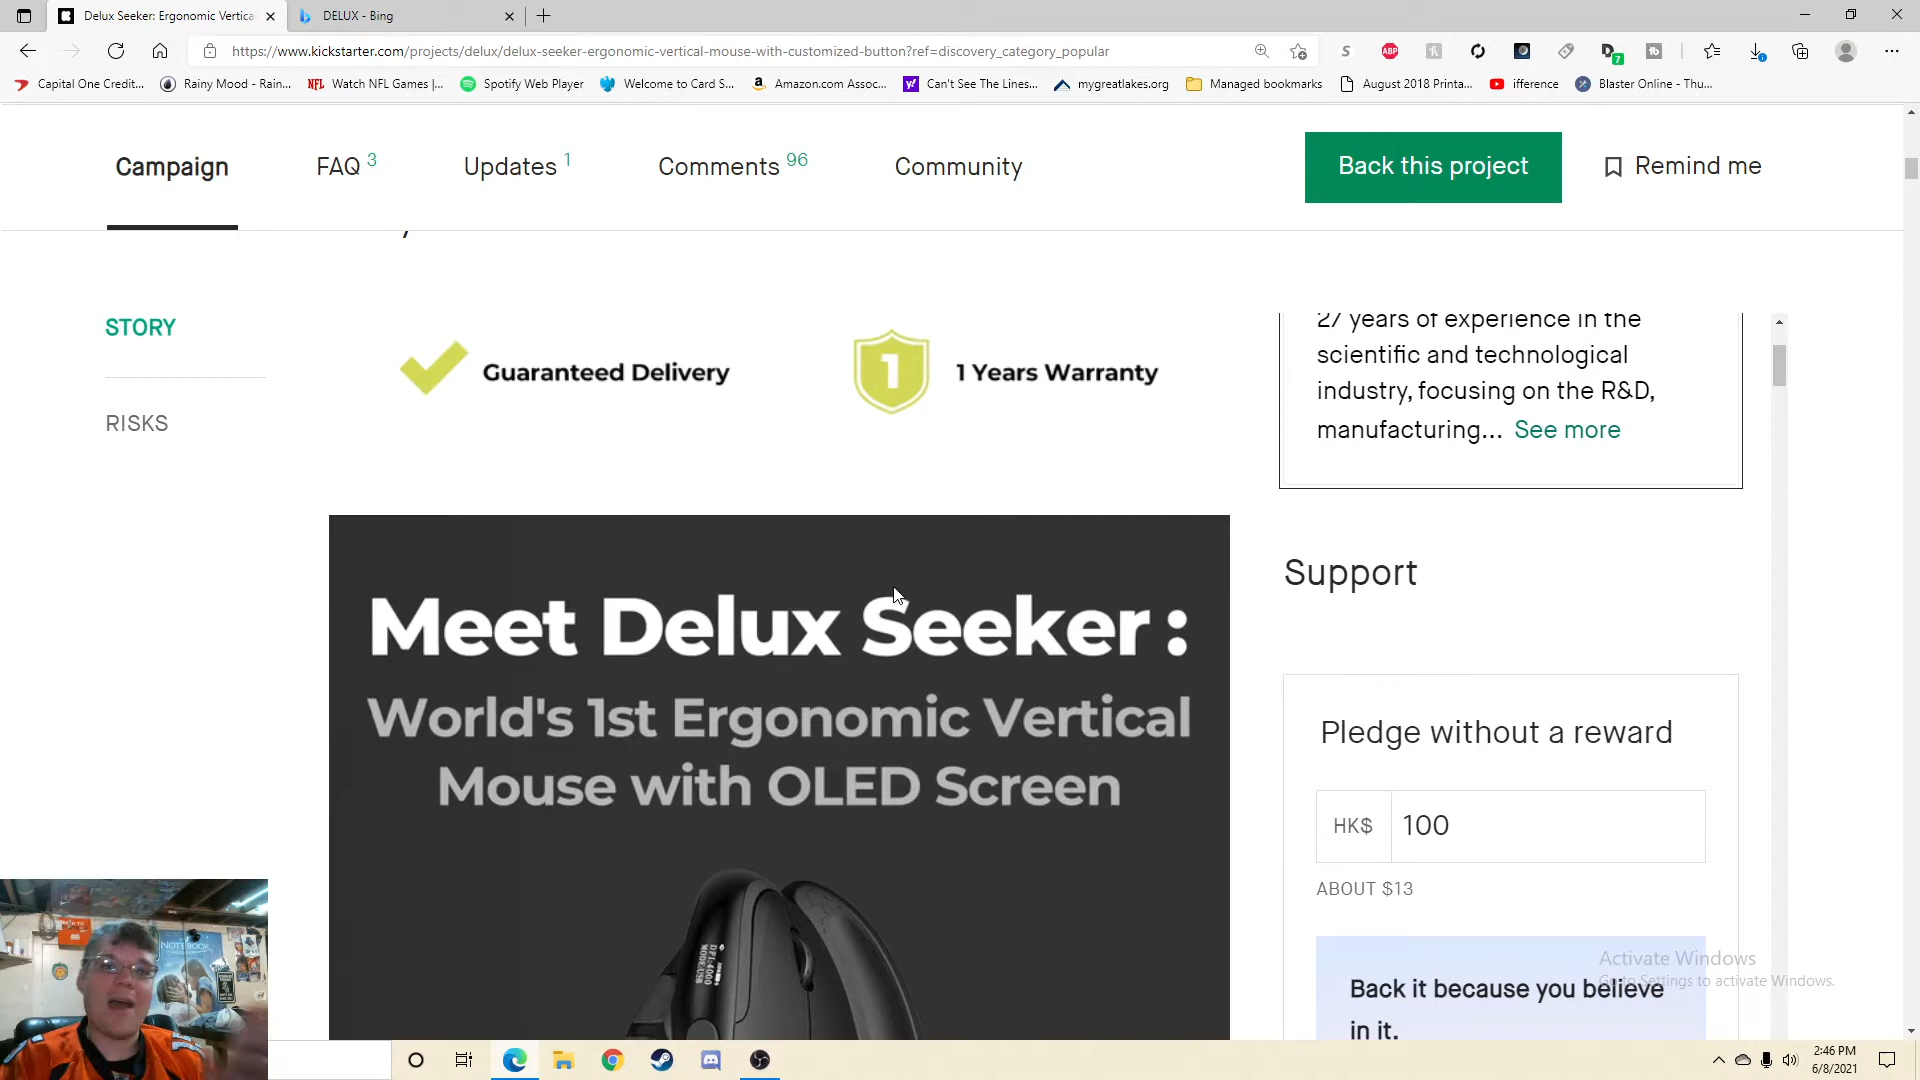 Delux Seeker: Ergonomic Vertica
DELUX - Bing
https://www.kickstarter.com/projects/delux/delux-seeker-ergonomic-vertical-mouse-with-customized-button?ref=discovery_category_popular
Capital One Credit...
Rainy Mood - Rain...
NFL Watch NFL Games |...
Spotify Web Player
Welcome to Card S...
Amazon.com Assoc...
Can't See The Lines...
mygreatlakes.org
Managed bookmarks
August 2018 Printa...
ifference
Blaster Online - Thu...
Campaign
FAQ 3
Updates 1
Comments 96
Community
Back this project
Remind me
STORY
RISKS
Guaranteed Delivery
1
1 Years Warranty
27 years of experience in the
scientific and technological
industry, focusing on the R&D,
manufacturing... See more
Meet Delux Seeker:
World's 1st Ergonomic Vertical
Mouse with OLED Screen
DPI:4000
MODE:USB
Support
Pledge without a reward
HK$ 100
ABOUT $13
Back it because you believe
in it.
Activate Windows
Go to Settings to activate Windows.
NOTEBOOK
2:46 PM
6/8/2021